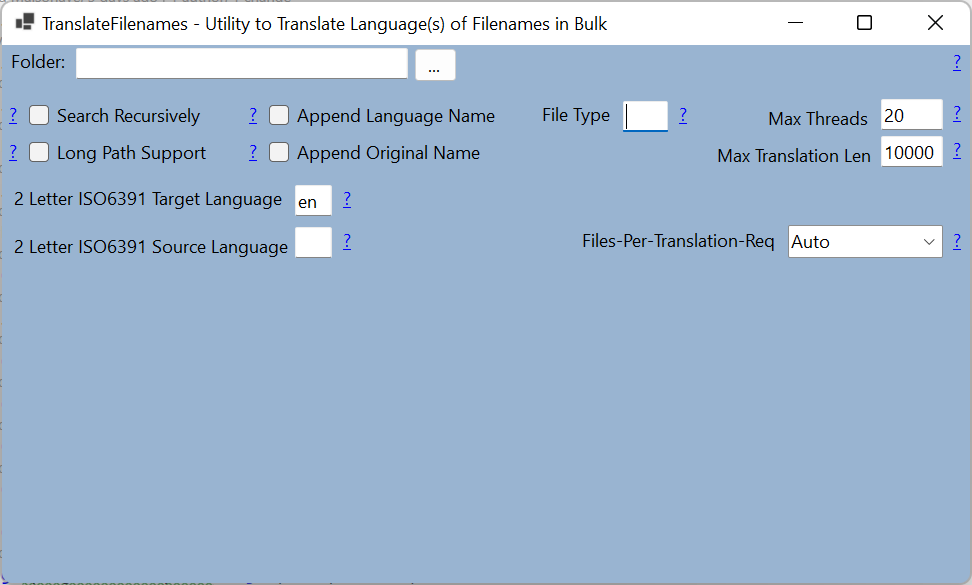 TranslateFilenames - Utility to Translate Language(s) of Filenames in Bulk
Folder: ... ?
? Search Recursively ? Append Language Name File Type ? Max Threads 20 ?
? Long Path Support ? Append Original Name Max Translation Len 10000 ?
2 Letter ISO6391 Target Language en ?
2 Letter ISO6391 Source Language ? Files-Per-Translation-Req Auto ?